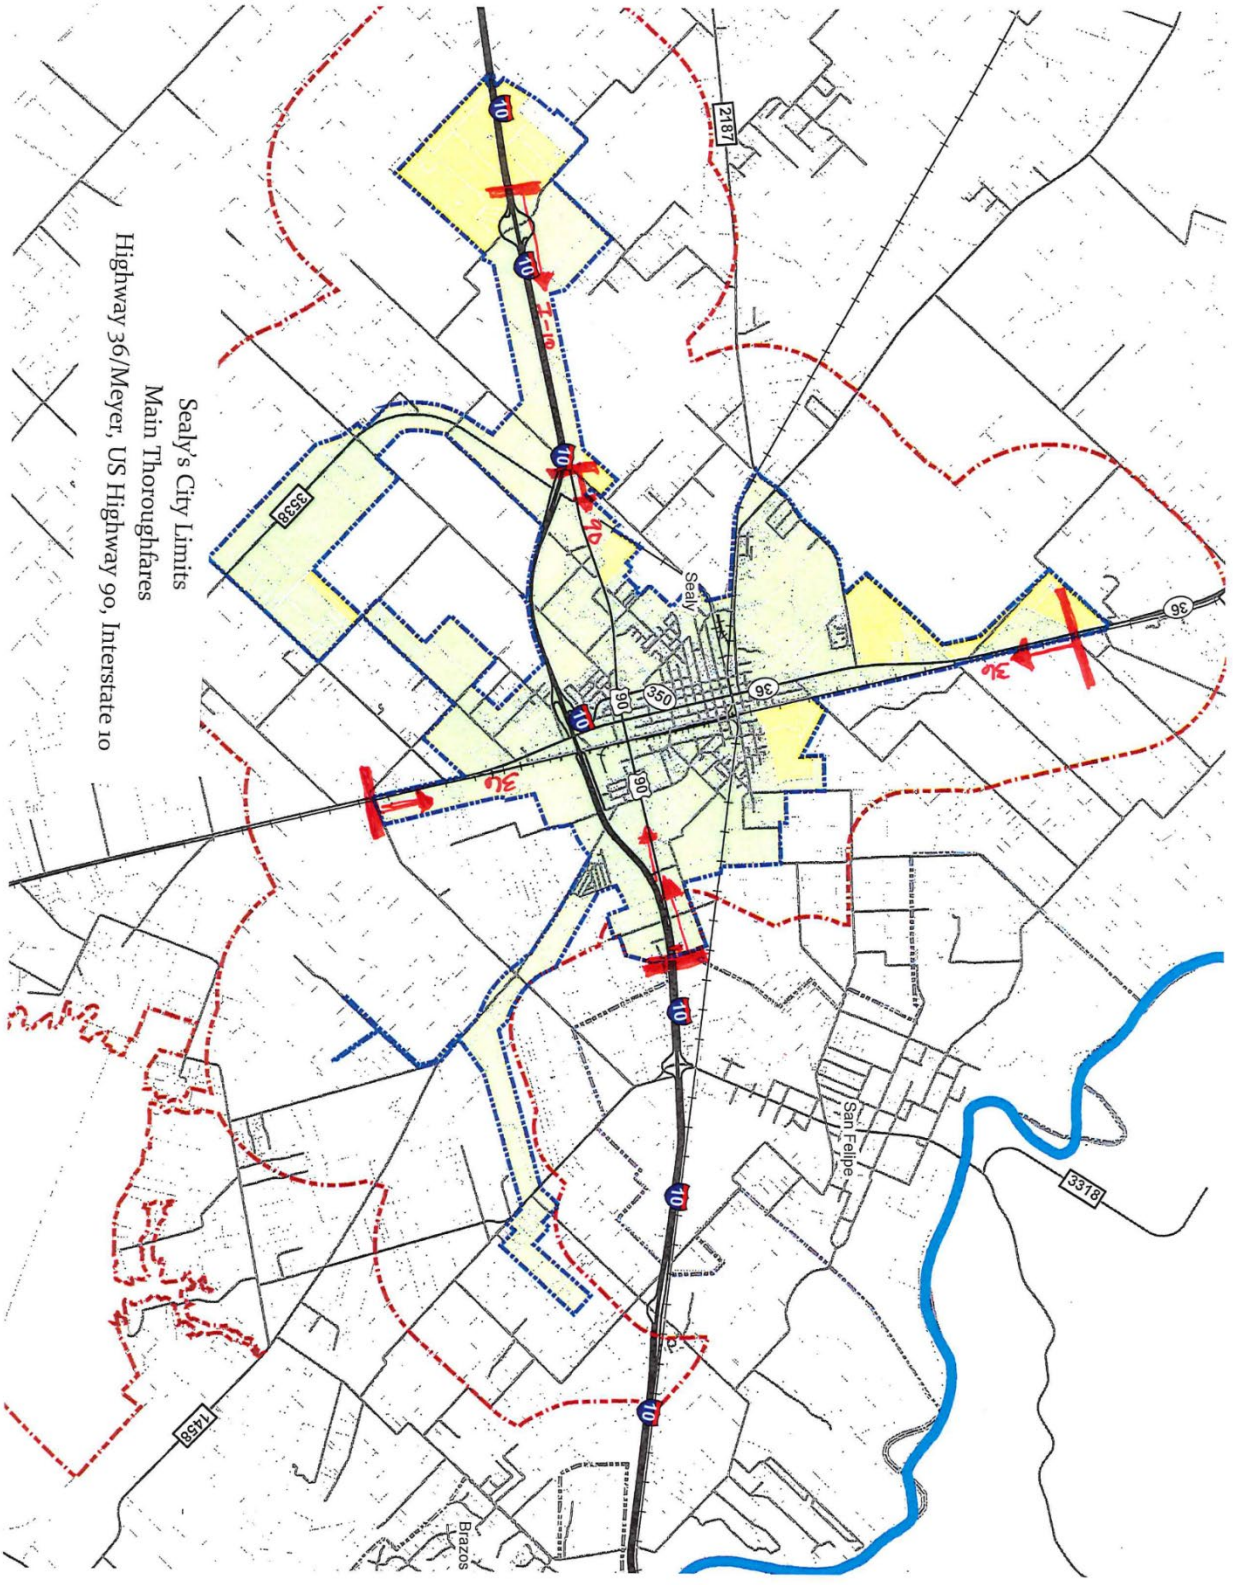 Sealy's City Limits
Main Thoroughfares
Highway 36/Meyer, US Highway 90, Interstate 10
10
10
I-10
10
90
3538
2187
Sealy
36
36
36
350
90
90
10
36
10
San Felipe
3318
10
10
1458
Brazos